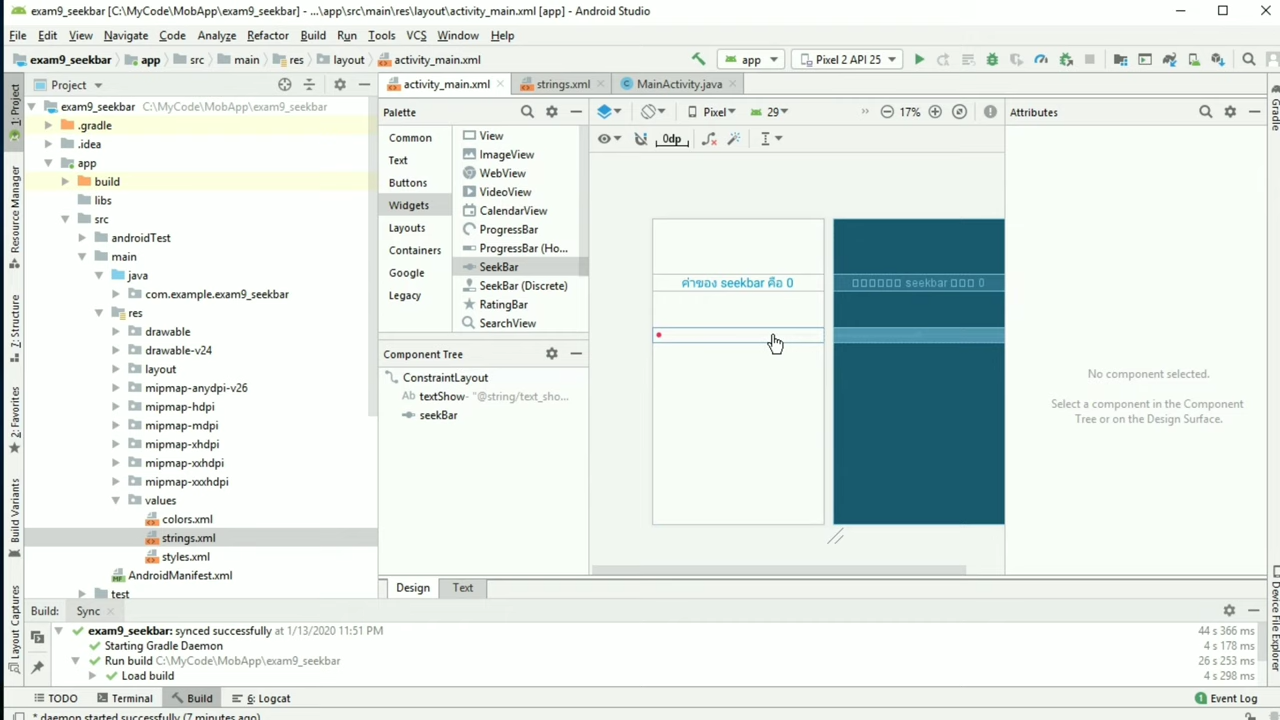 exam9_seekbar [C:\MyCode\MobApp\exam9_seekbar] - ...\app\src\main\res\layout\activity_main.xml [app] - Android Studio
File Edit View Navigate Code Analyze Refactor Build Run Tools VCS Window Help
exam9_seekbar app src main res layout activity_main.xml app Pixel 2 API 25
Project activity_main.xml strings.xml MainActivity.java
1: Project
Resource Manager
7: Structure
2: Favorites
Build Variants
Layout Captures
exam9_seekbar C:\MyCode\MobApp\exam9_seekbar
.gradle
.idea
app
build
libs
src
androidTest
main
java
com.example.exam9_seekbar
res
drawable
drawable-v24
layout
mipmap-anydpi-v26
mipmap-hdpi
mipmap-mdpi
mipmap-xhdpi
mipmap-xxhdpi
mipmap-xxxhdpi
values
colors.xml
strings.xml
styles.xml
AndroidManifest.xml
test
Palette
Common
Text
Buttons
Widgets
Layouts
Containers
Google
Legacy
View
ImageView
WebView
VideoView
CalendarView
ProgressBar
ProgressBar (Ho...
SeekBar
SeekBar (Discrete)
RatingBar
SearchView
Component Tree
ConstraintLayout
Ab textShow- "@string/text_sho...
seekBar
Pixel 29 » 17%
0dp
ค่าของ seekbar คือ 0
seekbar 0
Design Text
Attributes
No component selected.
Select a component in the Component
Tree or on the Design Surface.
Gradle
Device File Explorer
Build: Sync
exam9_seekbar: synced successfully at 1/13/2020 11:51 PM 44 s 366 ms
Starting Gradle Daemon 4 s 178 ms
Run build C:\MyCode\MobApp\exam9_seekbar 26 s 253 ms
Load build 4 s 298 ms
TODO Terminal Build 6: Logcat 1 Event Log
* daemon started successfully (7 minutes ago)